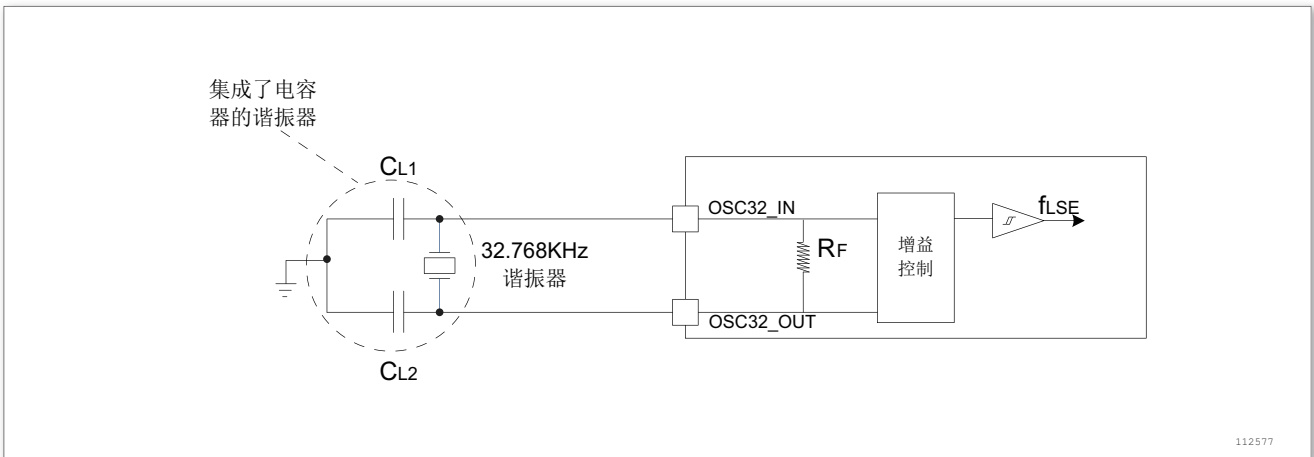 集成了电容
器的谐振器
CL1
OSC32_IN
fLSE
32.768KHz
谐振器
RF
增益
控制
OSC32_OUT
CL2
112577